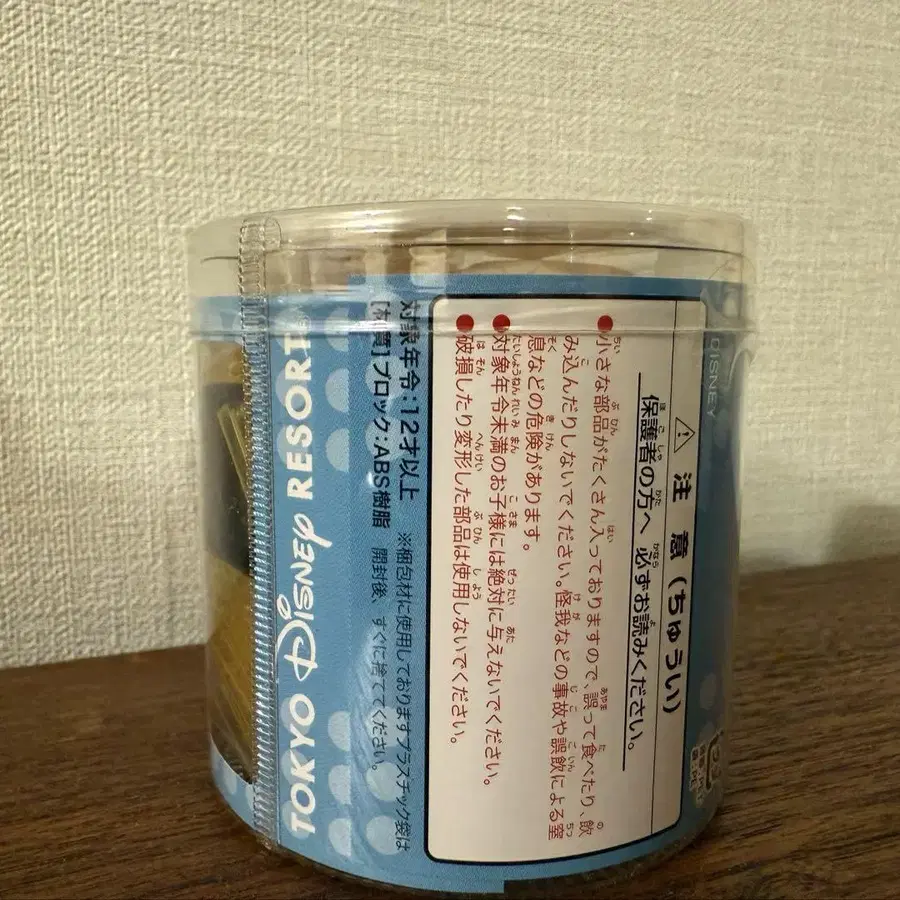 DISNEY
⚠ 注 意 (ちゅうい)
保護者の方へ 必ずお読みください。
●小さな部品がたくさん入っておりますので、誤って食べたり、飲
み込んだりしないでください。怪我などの事故や誤飲による窒
息などの危険があります。
●対象年令未満のお子様には絶対に与えないでください。
●破損したり変形した部品は使用しないでください。
対象年令:12才以上
[材質]ブロック:ABS樹脂
※梱包材に使用しておりますプラスチック袋は
開封後、すぐに捨ててください。
TOKYO DISNEY RESORT